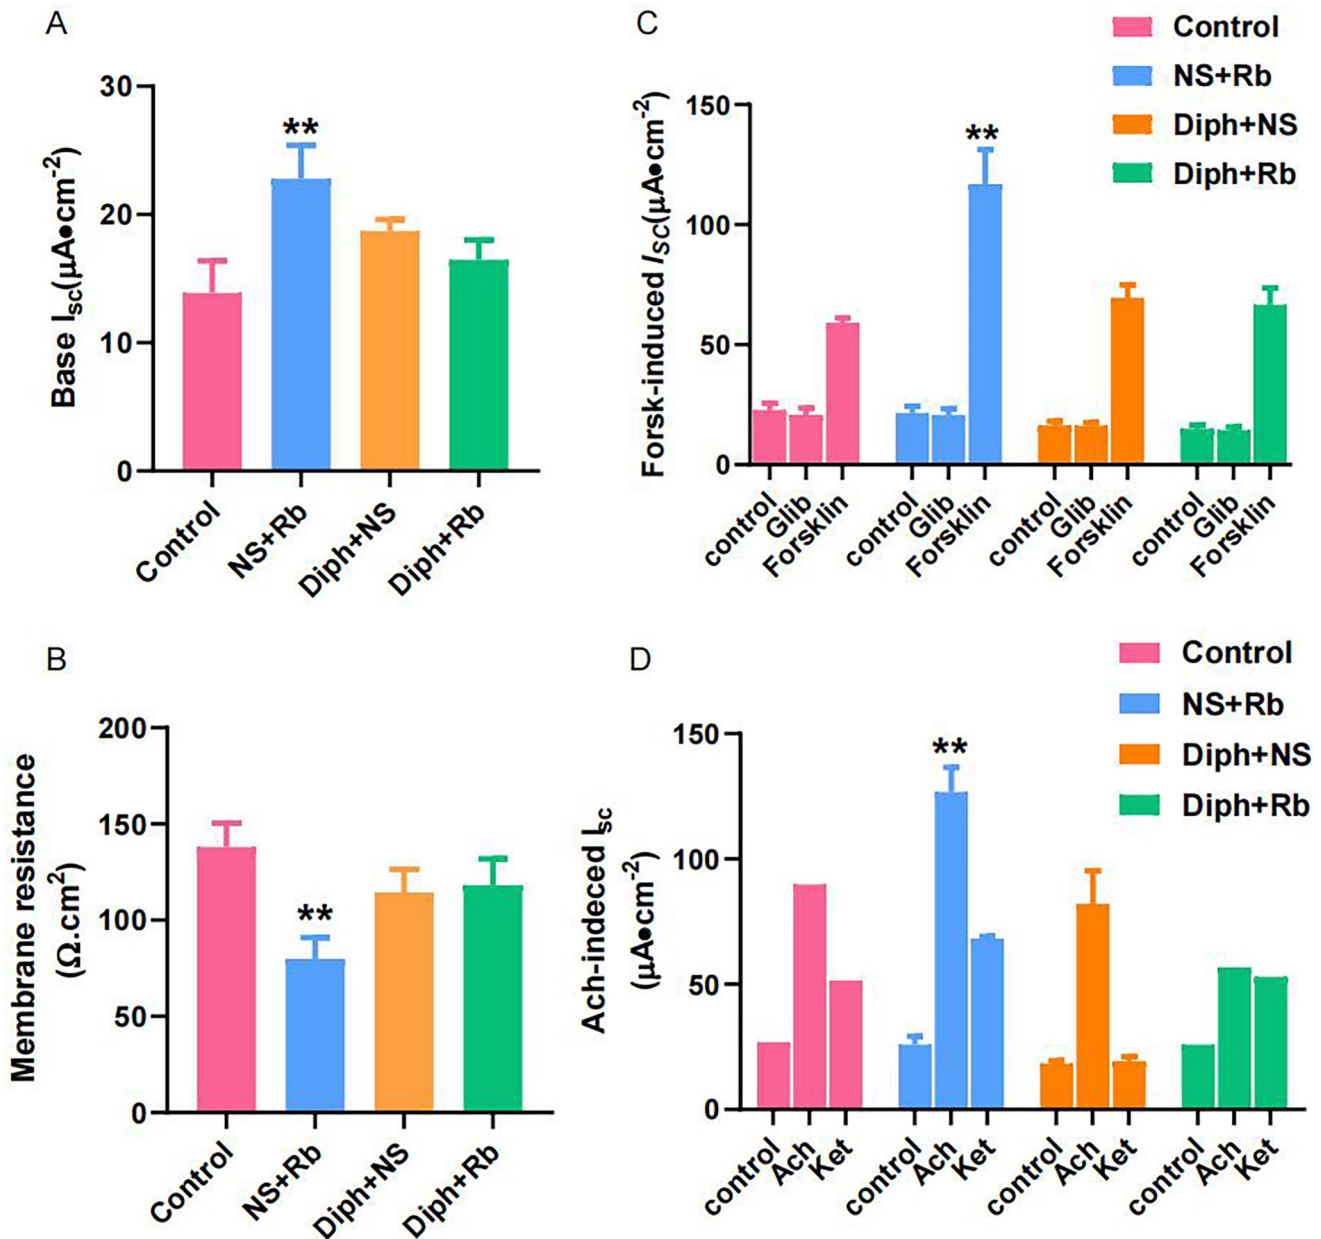 A
Base Isc(µA•cm-2)
30
20
10
0
**
Control
NS+Rb
Diph+NS
Diph+Rb
C
Control
NS+Rb
Diph+NS
Diph+Rb
Forsk-induced ISC(µA•cm-2)
150
100
50
0
**
control
Glib
Forsklin
control
Glib
Forsklin
control
Glib
Forsklin
control
Glib
Forsklin
B
Membrane resistance
(Ω.cm2)
200
150
100
50
0
**
Control
NS+Rb
Diph+NS
Diph+Rb
D
Control
NS+Rb
Diph+NS
Diph+Rb
Ach-indeced Isc
(µA•cm-2)
150
100
50
0
**
control
Ach
Ket
control
Ach
Ket
control
Ach
Ket
control
Ach
Ket